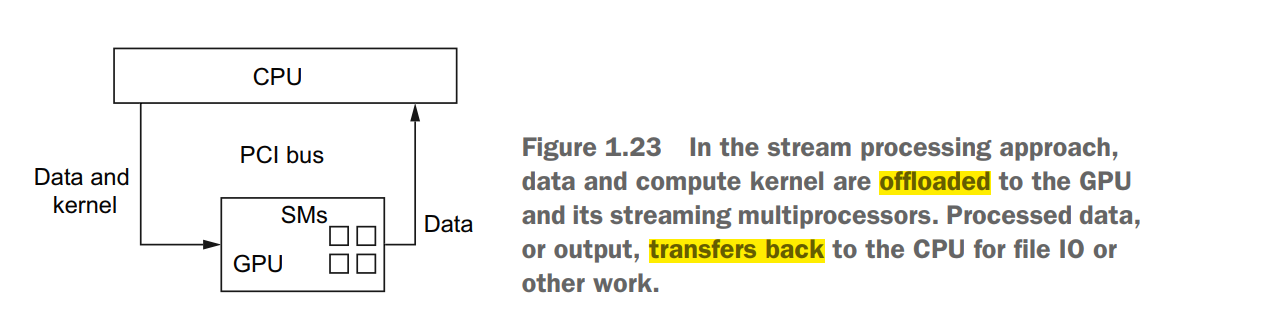 CPU
PCI bus
Data and
kernel
SMs
GPU
Data
Figure 1.23 In the stream processing approach,
data and compute kernel are offloaded to the GPU
and its streaming multiprocessors. Processed data,
or output, transfers back to the CPU for file IO or
other work.